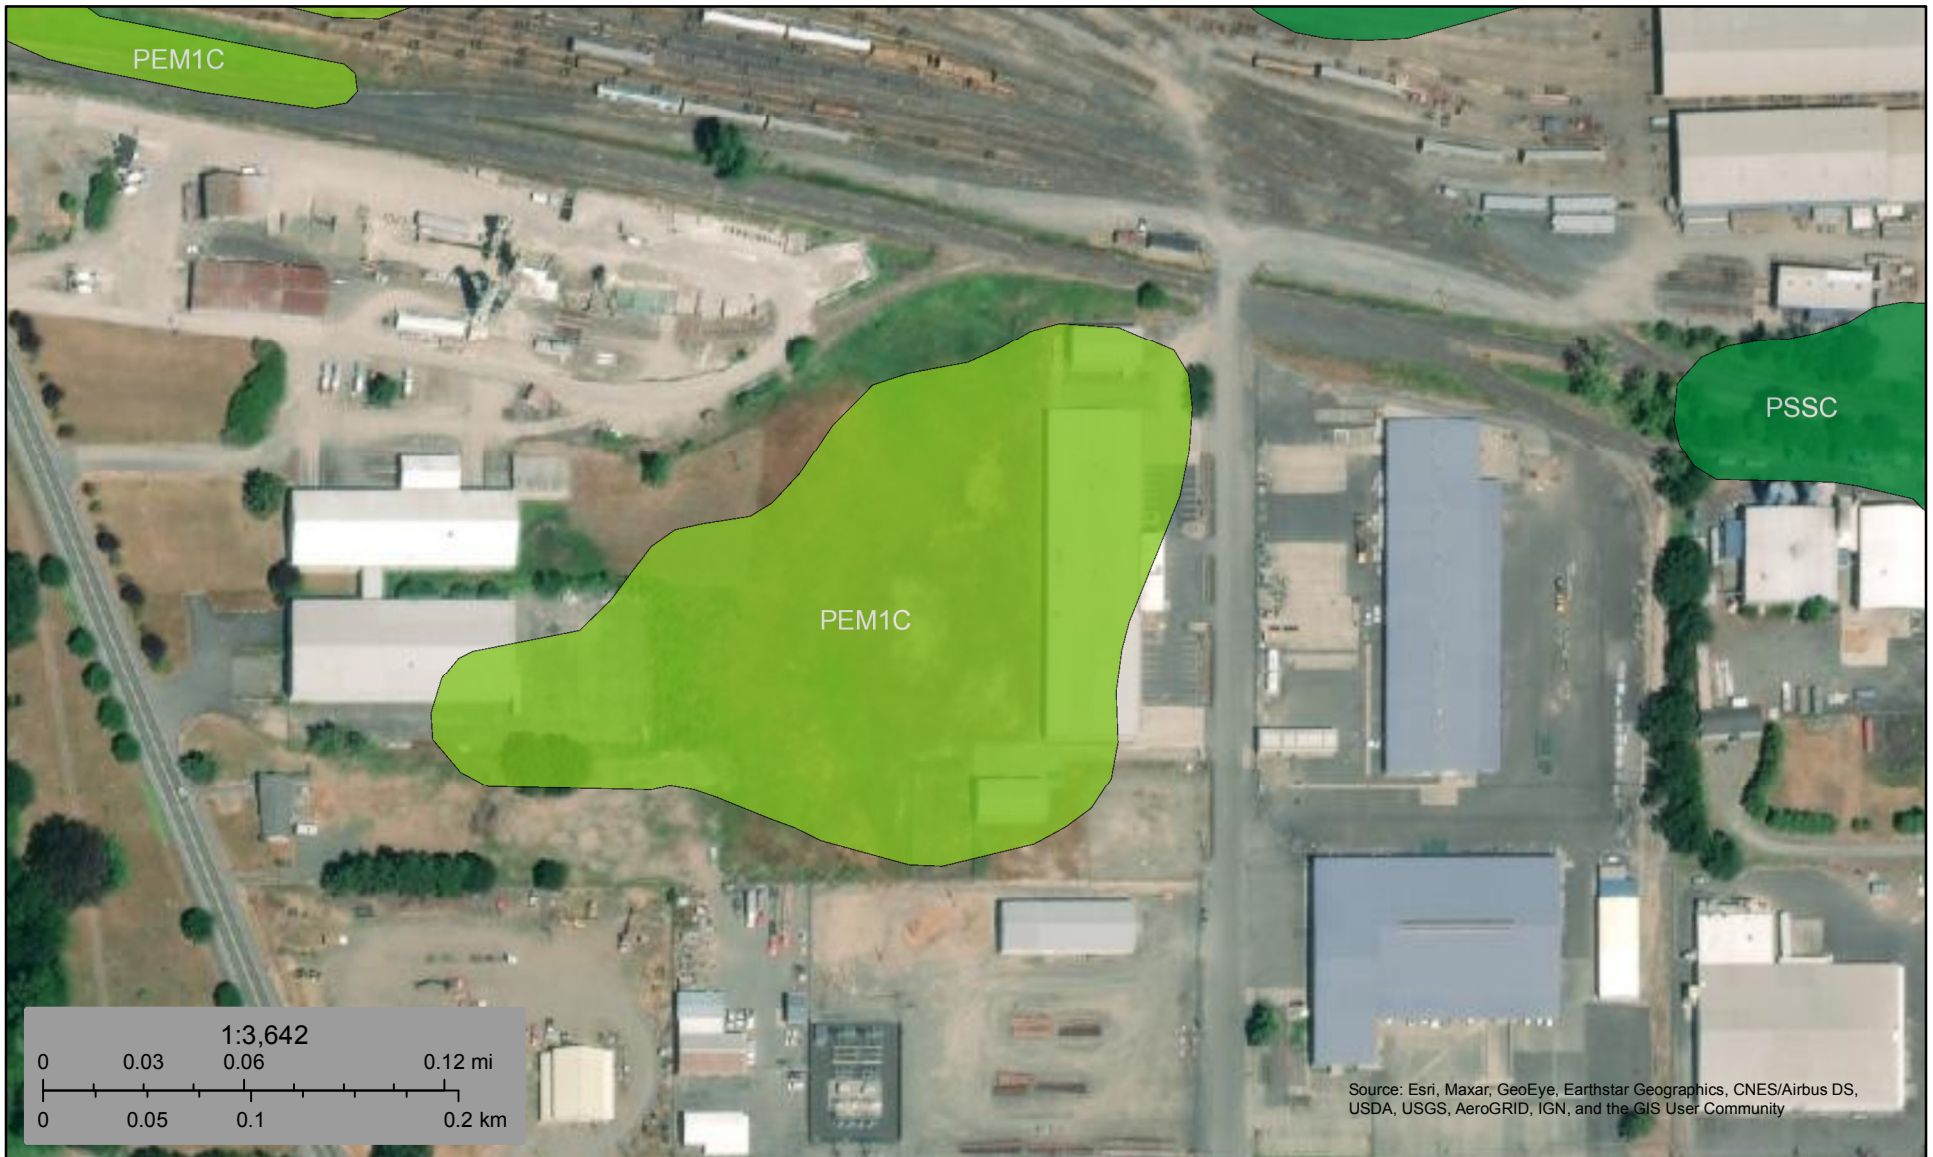 PEM1C
PSSC
PEM1C
1:3,642
0 0.03 0.06 0.12 mi
0 0.05 0.1 0.2 km
Source: Esri, Maxar, GeoEye, Earthstar Geographics, CNES/Airbus DS,
USDA, USGS, AeroGRID, IGN, and the GIS User Community